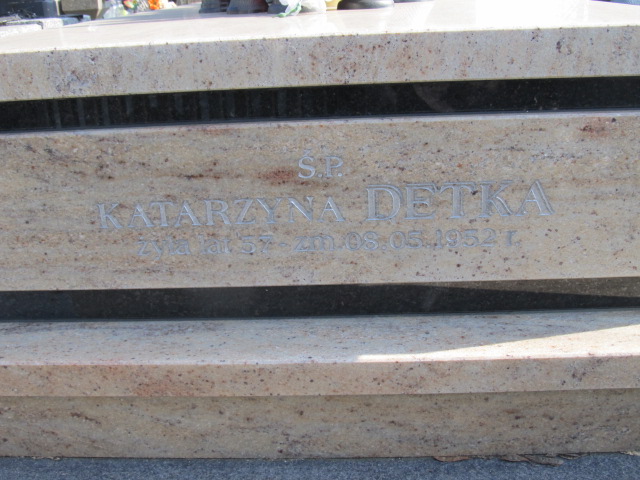 Ś.P.
KATARZYNA DETKA
żyła lat 57 - zm. 08.05.1952 r.